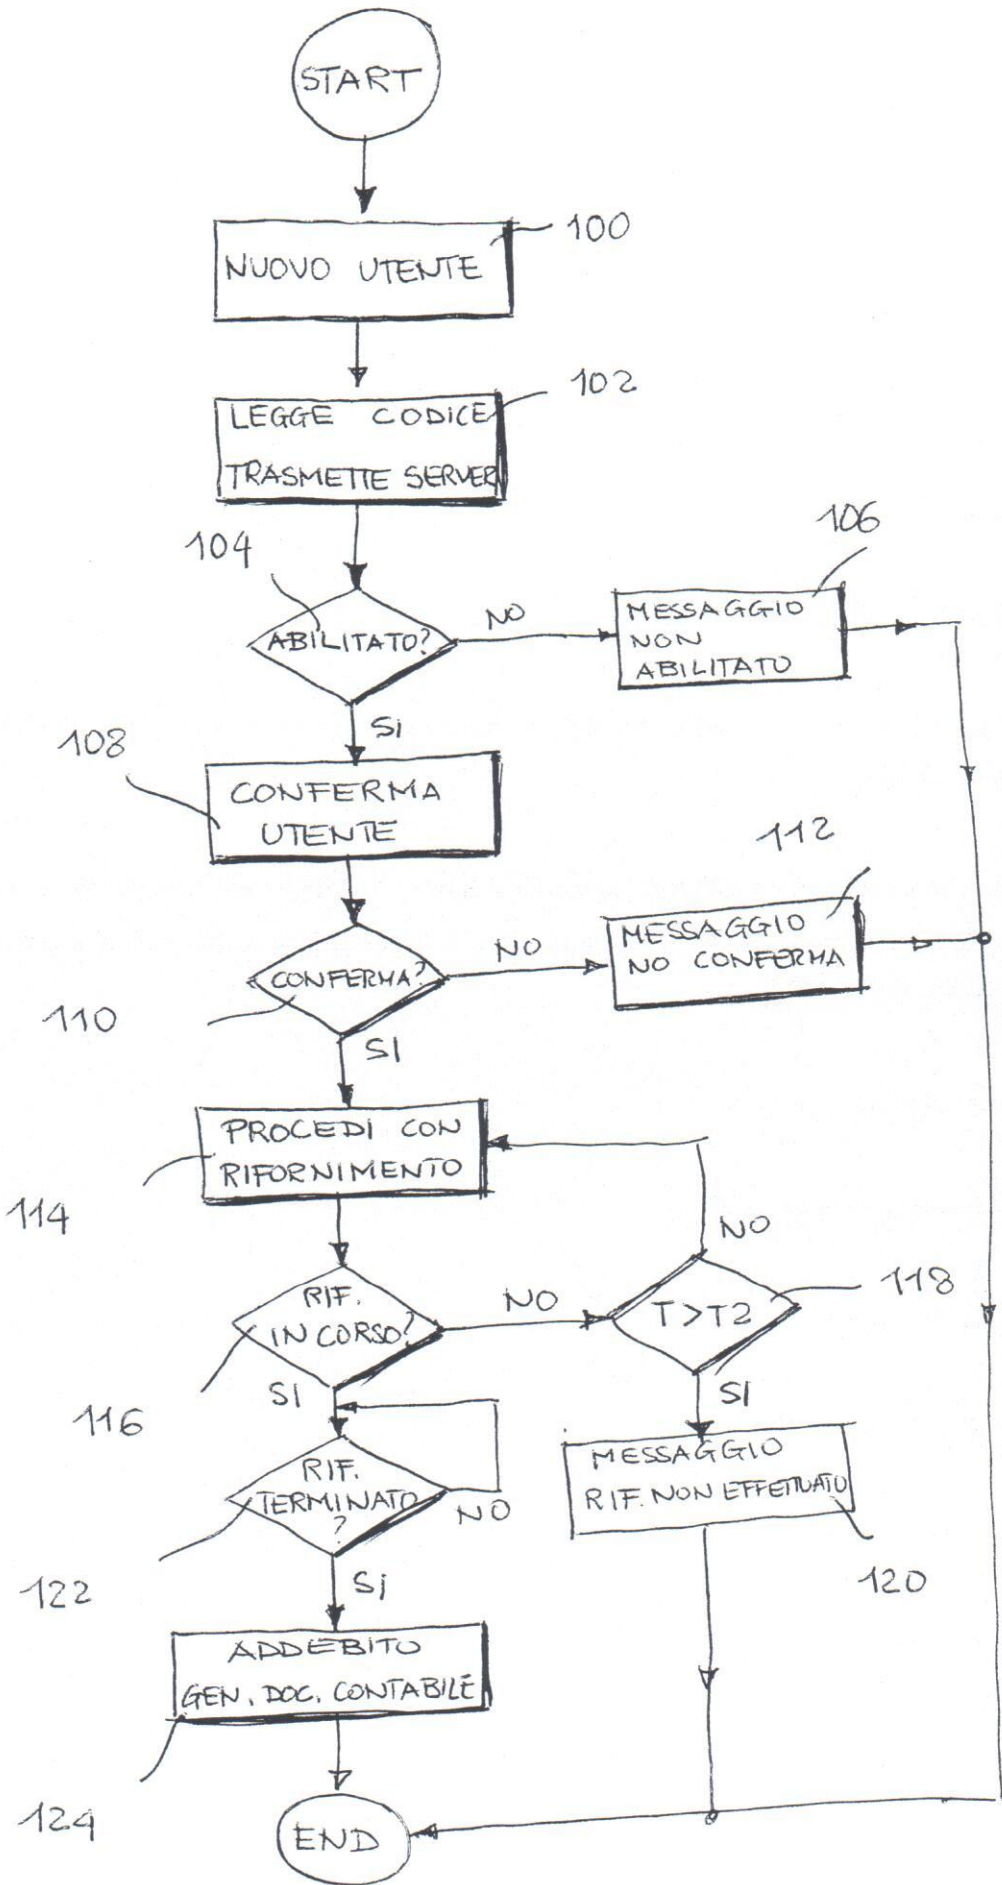 START
100
NUOVO UTENTE
102
LEGGE CODICE
TRASMETTE SERVER
104
106
ABILITATO?
NO
MESSAGGIO
NON
ABILITATO
SI
108
CONFERMA
UTENTE
112
CONFERMA?
NO
MESSAGGIO
NO CONFERMA
110
SI
PROCEDI CON
RIFORNIMENTO
114
NO
RIF.
IN CORSO?
NO
T>T2
118
116
SI
SI
RIF.
TERMINATO
?
NO
MESSAGGIO
RIF. NON EFFETTUATO
122
SI
120
ADDEBITO
GEN. DOC. CONTABILE
124
END